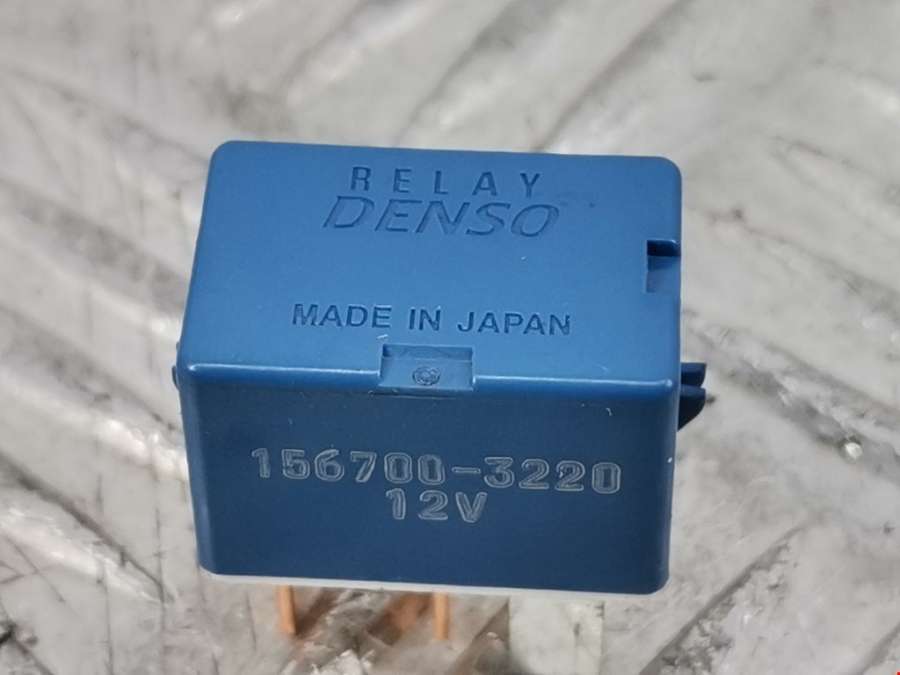 RELAY
DENSO
MADE IN JAPAN
156700-3220
12V